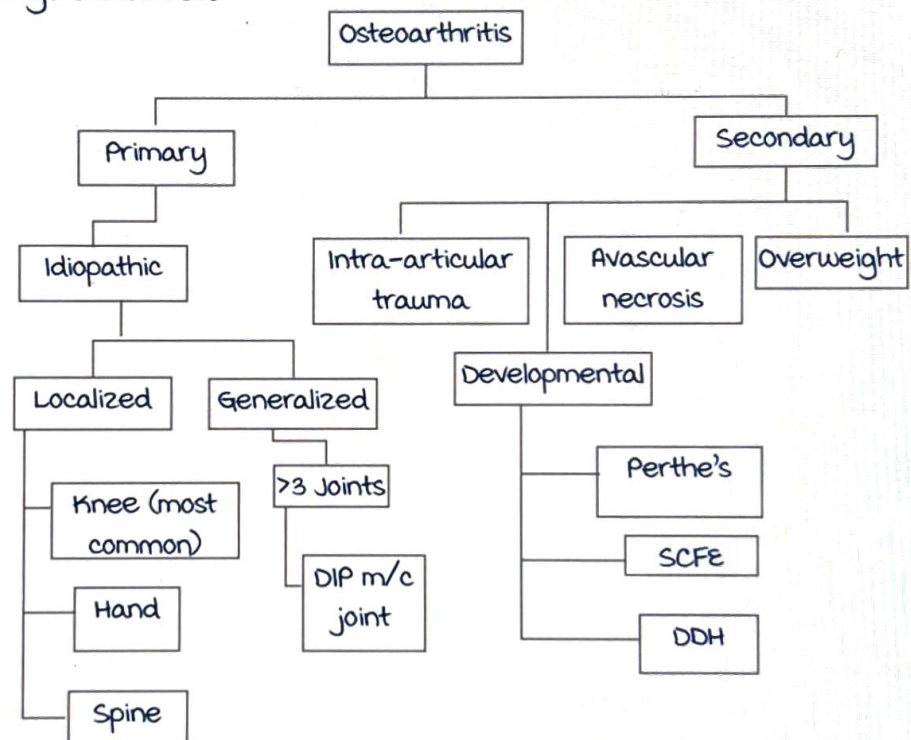 Osteoarthritis
Primary
Secondary
Idiopathic
Intra-articular
trauma
Avascular
necrosis
Overweight
Developmental
Localized
Generalized
>3 Joints
Knee (most
common)
Hand
Spine
DIP m/c
joint
Perthe's
SCFE
DDH